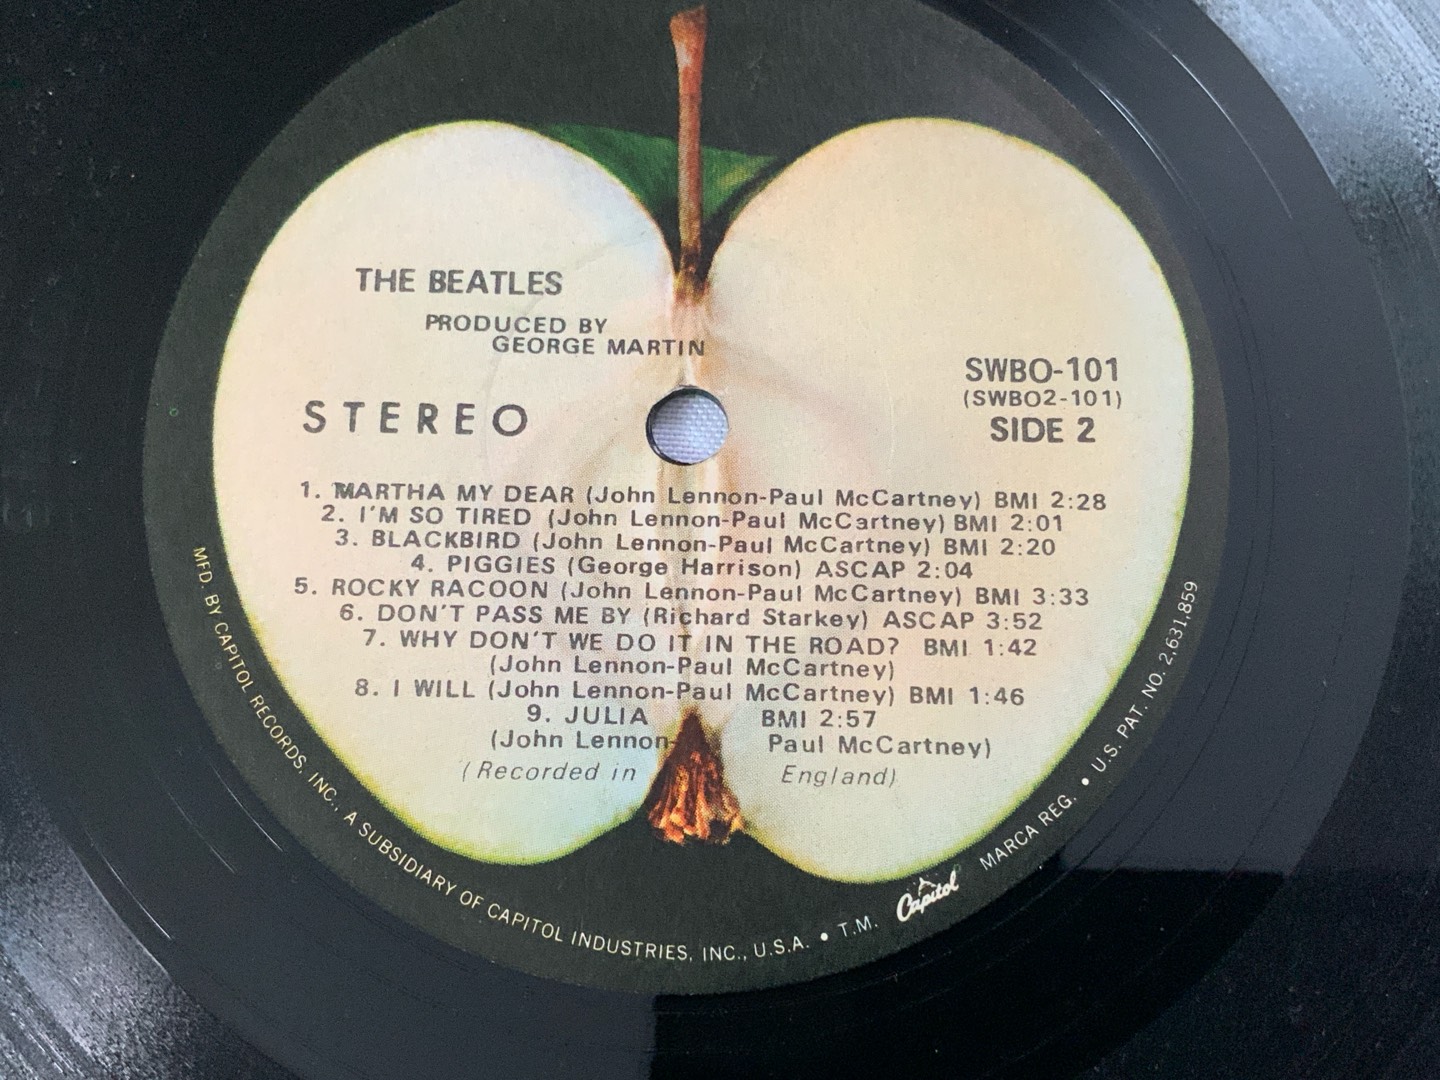 THE BEATLES
PRODUCED BY
GEORGE MARTIN
STEREO
SWBO-101
(SWBO2-101)
SIDE 2
1. MARTHA MY DEAR (John Lennon-Paul McCartney) BMI 2:28
2. I'M SO TIRED (John Lennon-Paul McCartney) BMI 2:01
3. BLACKBIRD (John Lennon-Paul McCartney) BMI 2:20
4. PIGGIES (George Harrison) ASCAP 2:04
5. ROCKY RACOON (John Lennon-Paul McCartney) BMI 3:33
6. DON'T PASS ME BY (Richard Starkey) ASCAP 3:52
7. WHY DON'T WE DO IT IN THE ROAD? BMI 1:42
(John Lennon-Paul McCartney)
8. I WILL (John Lennon-Paul McCartney) BMI 1:46
9. JULIA BMI 2:57
(John Lennon- Paul McCartney)
(Recorded in England)
MFD. BY CAPITOL RECORDS, INC., A SUBSIDIARY OF CAPITOL INDUSTRIES, INC., U.S.A. • T.M. Capitol MARCA REG. • U.S. PAT. NO. 2,631,859